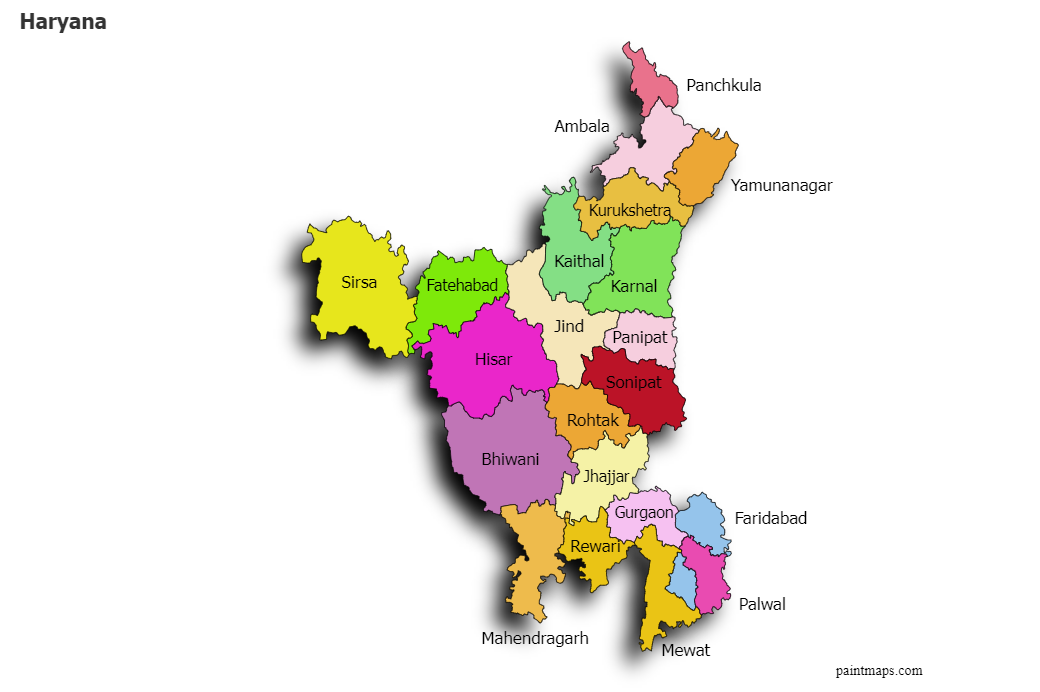 Haryana
Panchkula
Ambala
Yamunanagar
Kurukshetra
Kaithal
Sirsa
Fatehabad
Karnal
Jind
Panipat
Hisar
Sonipat
Rohtak
Bhiwani
Jhajjar
Gurgaon
Faridabad
Rewari
Palwal
Mahendragarh
Mewat
paintmaps.com